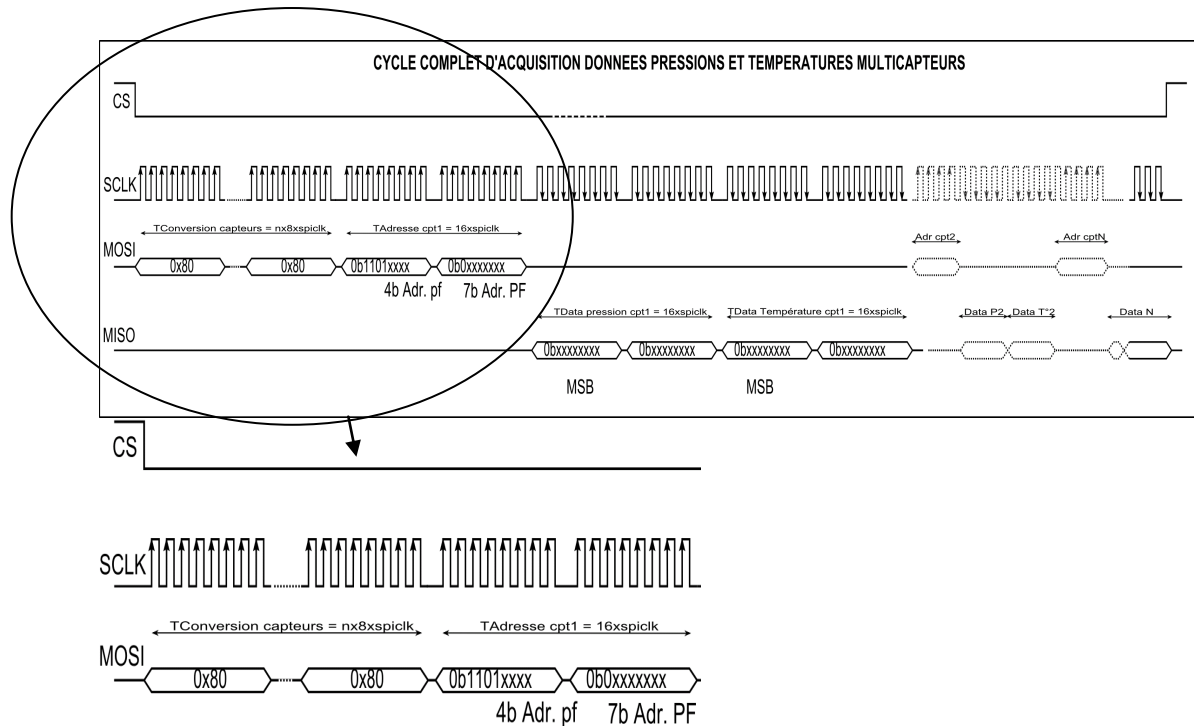 CYCLE COMPLET D'ACQUISITION DONNEES PRESSIONS ET TEMPERATURES MULTICAPTEURS
CS
SCLK
TConversion capteurs = nx8xspiclk TAdresse cpt1 = 16xspiclk Adr cpt2 Adr cptN
MOSI
0x80 0x80 0b1101xxxx 0b0xxxxxxx
4b Adr. pf 7b Adr. PF
TData pression cpt1 = 16xspiclk TData Température cpt1 = 16xspiclk Data P2 Data T°2 Data N
MISO
0bxxxxxxxx 0bxxxxxxxx 0bxxxxxxxx 0bxxxxxxxx
MSB MSB
CS
SCLK
TConversion capteurs = nx8xspiclk TAdresse cpt1 = 16xspiclk
MOSI
0x80 0x80 0b1101xxxx 0b0xxxxxxx
4b Adr. pf 7b Adr. PF